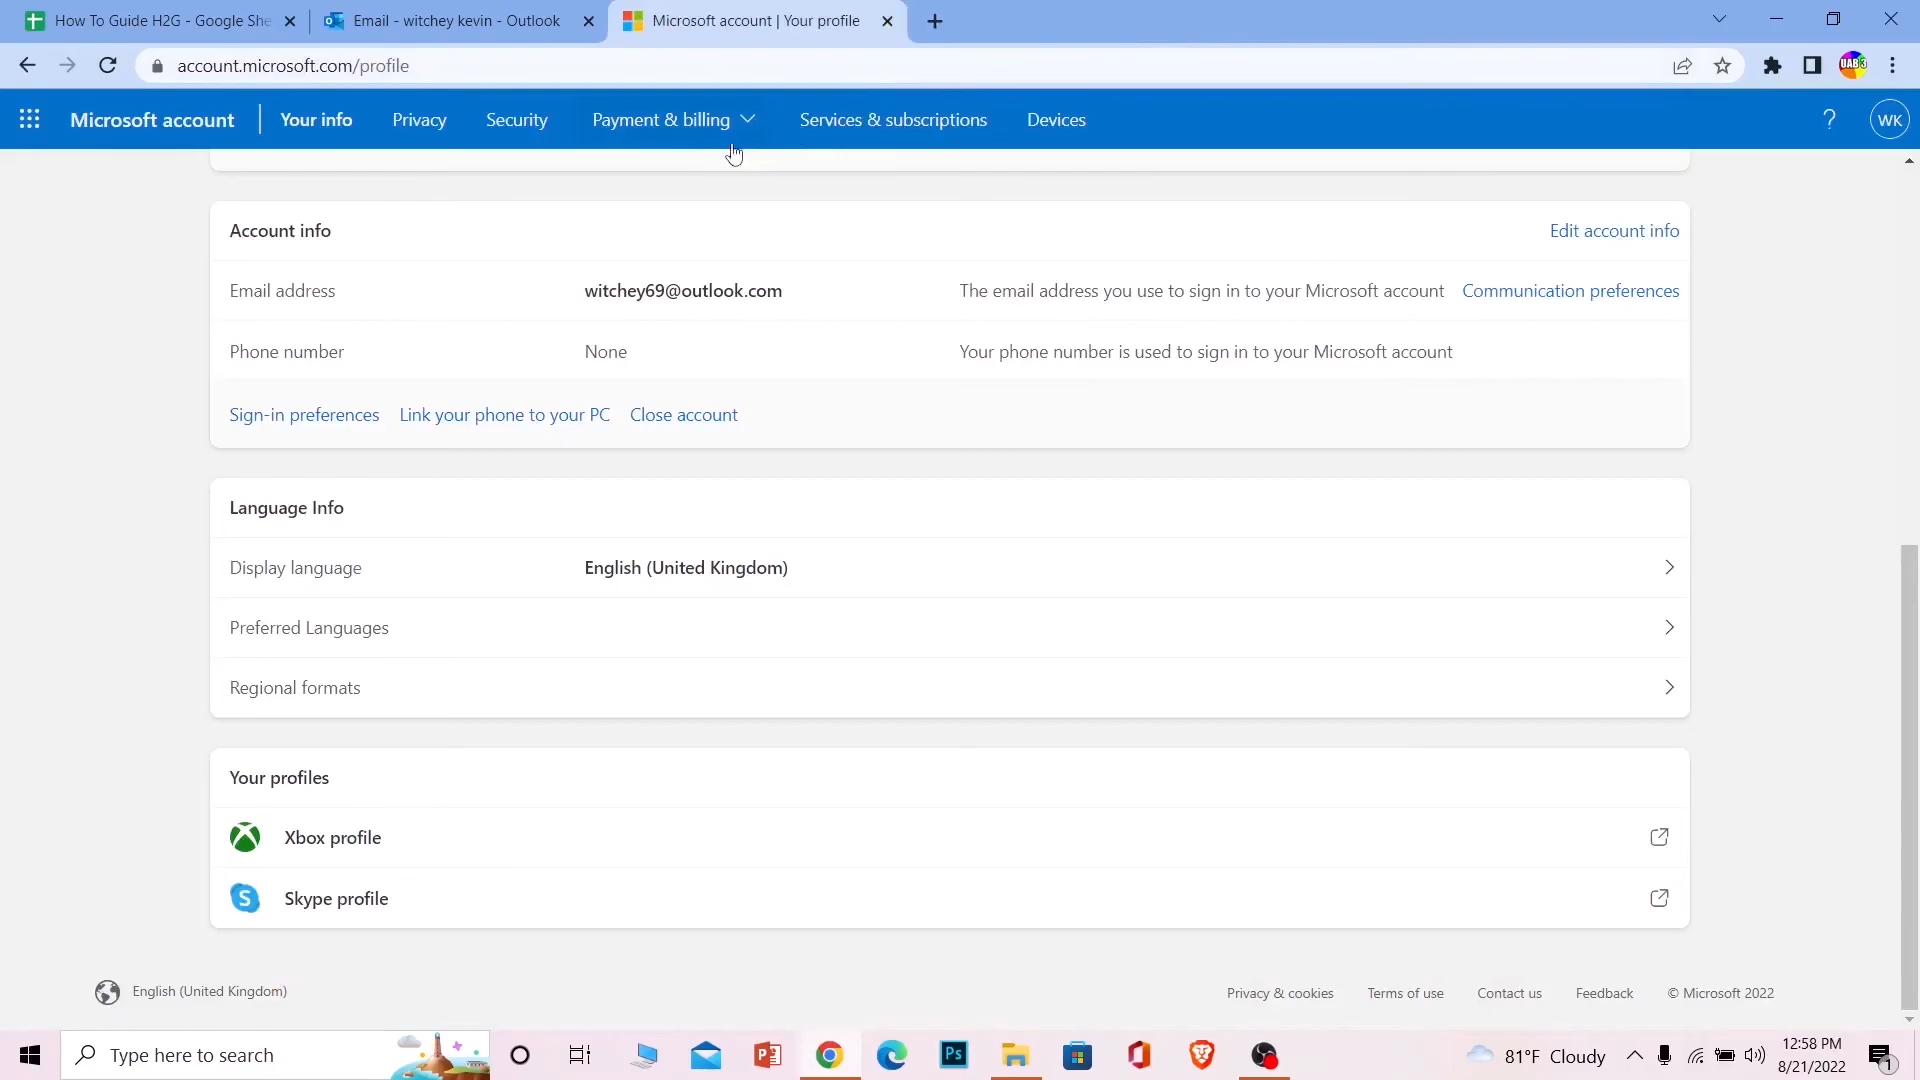 How To Guide H2G - Google She
Email - witchey kevin - Outlook
Microsoft account | Your profile
account.microsoft.com/profile
UAB 3
Microsoft account
Your info
Privacy
Security
Payment & billing
Services & subscriptions
Devices
?
WK
Account info
Edit account info
Email address
witchey69@outlook.com
The email address you use to sign in to your Microsoft account
Communication preferences
Phone number
None
Your phone number is used to sign in to your Microsoft account
Sign-in preferences
Link your phone to your PC
Close account
Language Info
Display language
English (United Kingdom)
Preferred Languages
Regional formats
Your profiles
Xbox profile
S
Skype profile
English (United Kingdom)
Privacy & cookies
Terms of use
Contact us
Feedback
© Microsoft 2022
Type here to search
Ps
81°F Cloudy
12:58 PM
8/21/2022
1